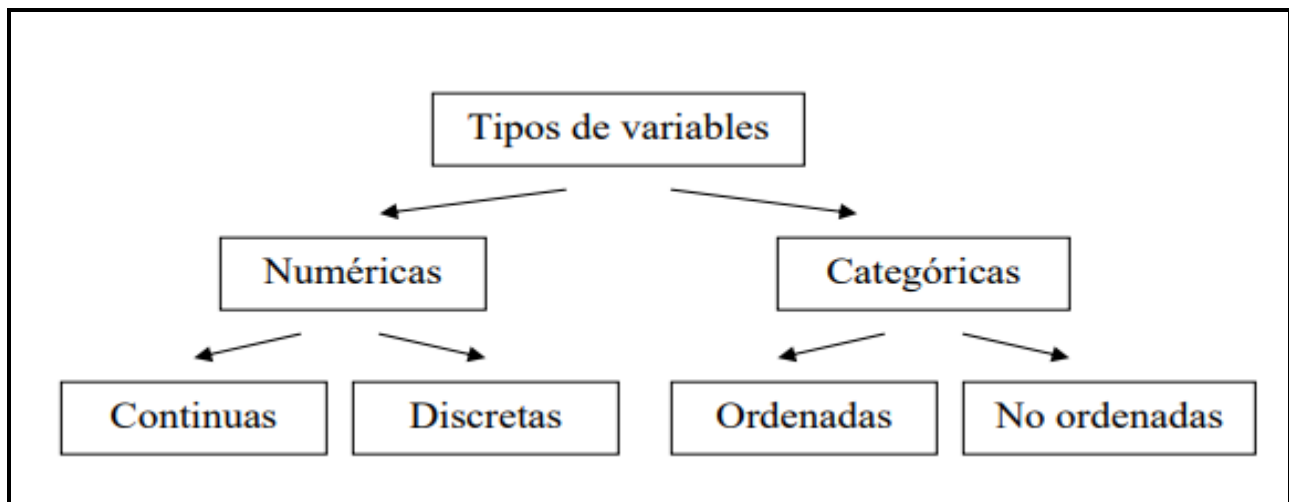 Tipos de variables
Numéricas
Categóricas
Continuas
Discretas
Ordenadas
No ordenadas